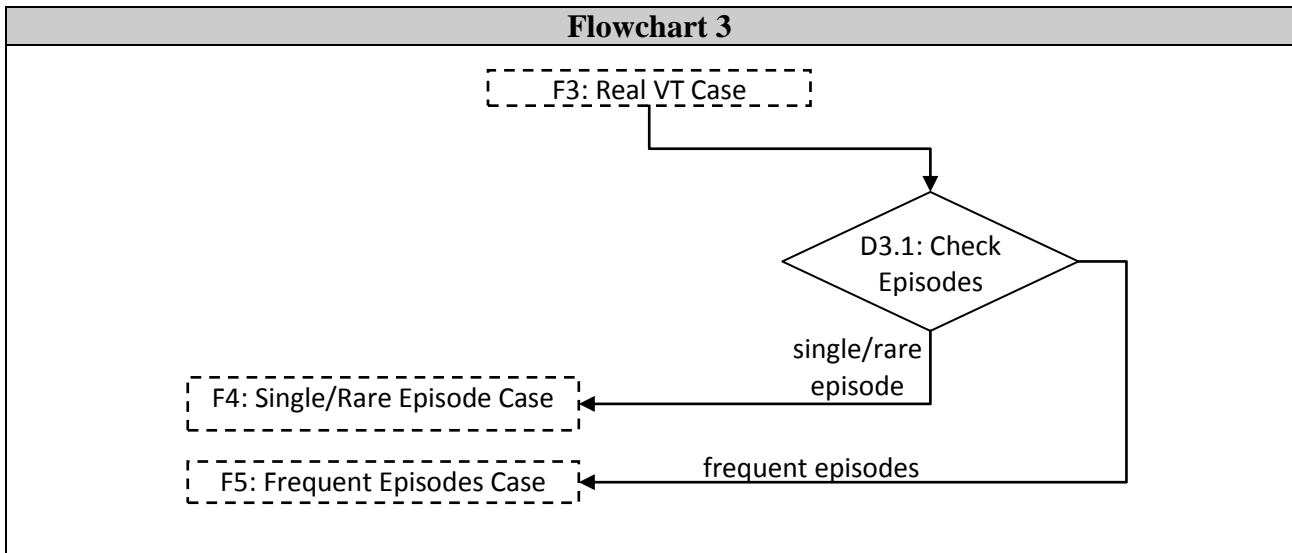 Flowchart 3
F3: Real VT Case
D3.1: Check
Episodes
single/rare
episode
F4: Single/Rare Episode Case
frequent episodes
F5: Frequent Episodes Case